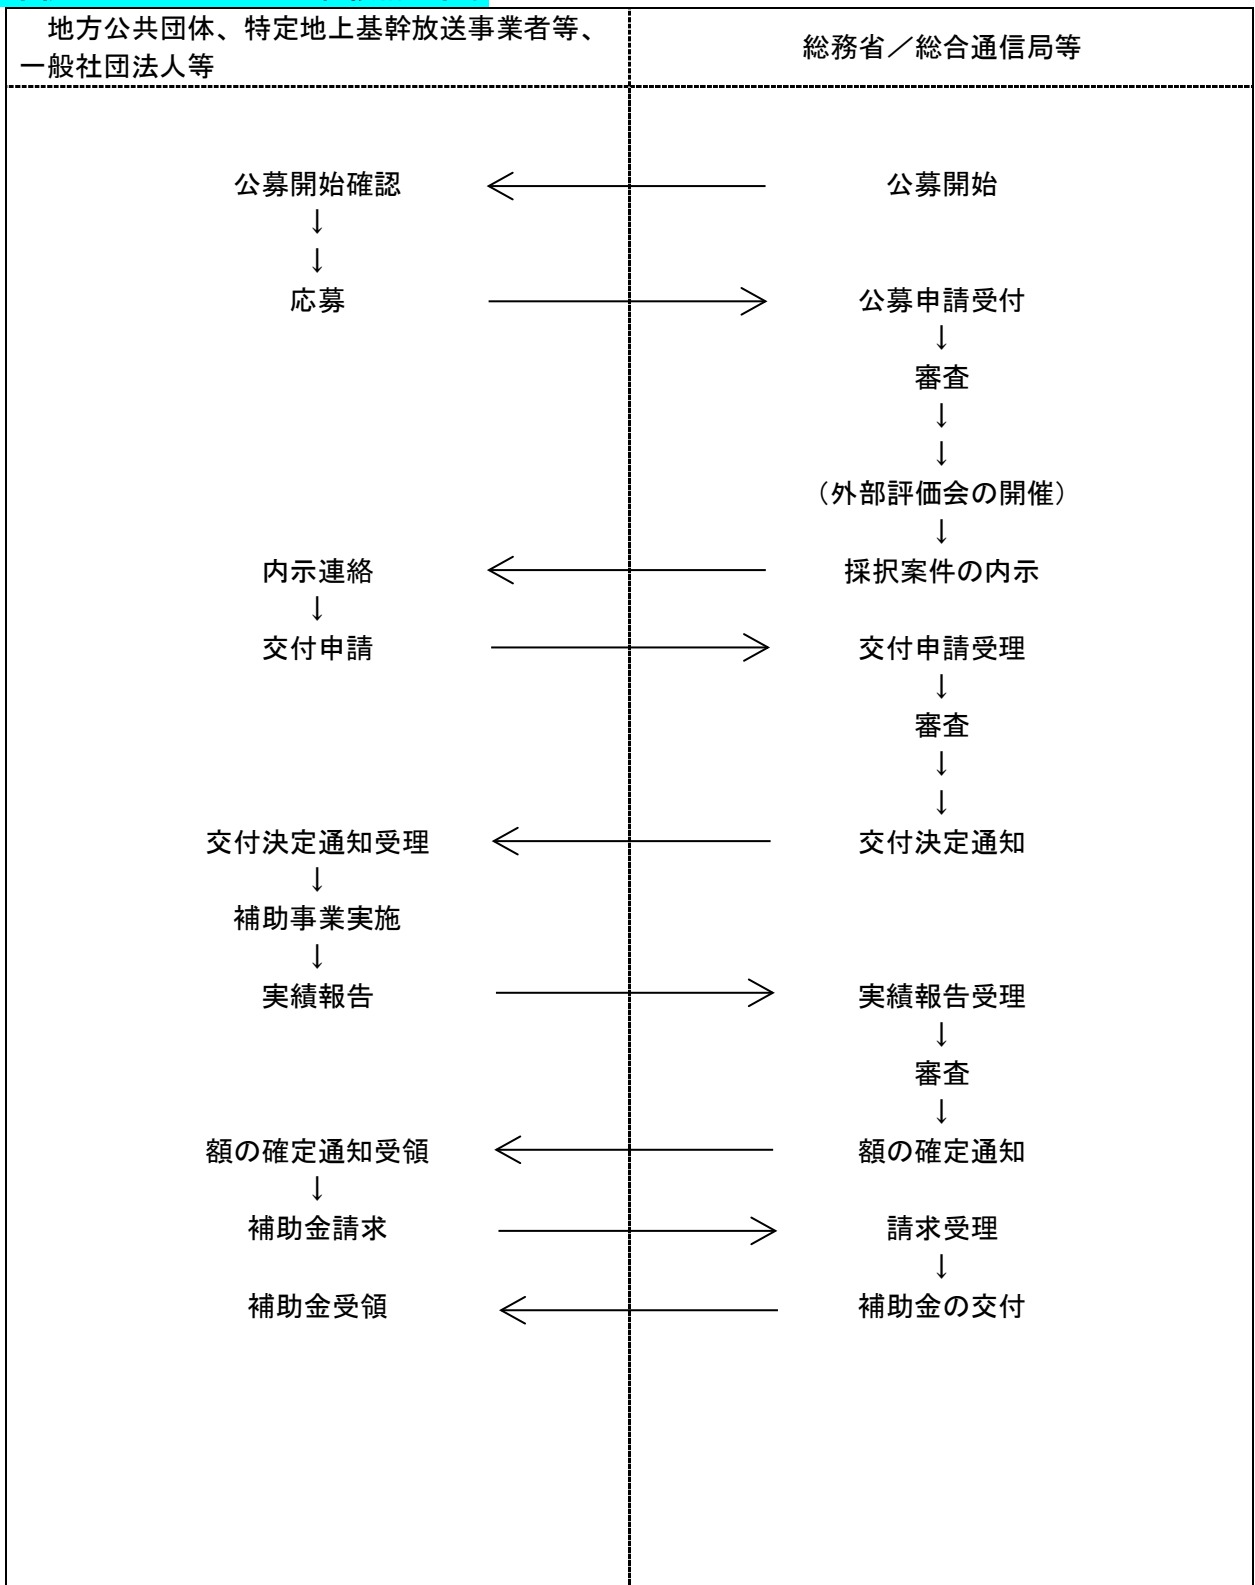 地方公共団体、特定地上基幹放送事業者等、
一般社団法人等
総務省／総合通信局等
公募開始確認 ← 公募開始
↓
↓
応募 → 公募申請受付
↓
審査
↓
↓
（外部評価会の開催）
↓
内示連絡 ← 採択案件の内示
↓
交付申請 → 交付申請受理
↓
審査
↓
↓
交付決定通知受理 ← 交付決定通知
↓
補助事業実施
↓
実績報告 → 実績報告受理
↓
審査
↓
額の確定通知受領 ← 額の確定通知
↓
補助金請求 → 請求受理
↓
補助金受領 ← 補助金の交付